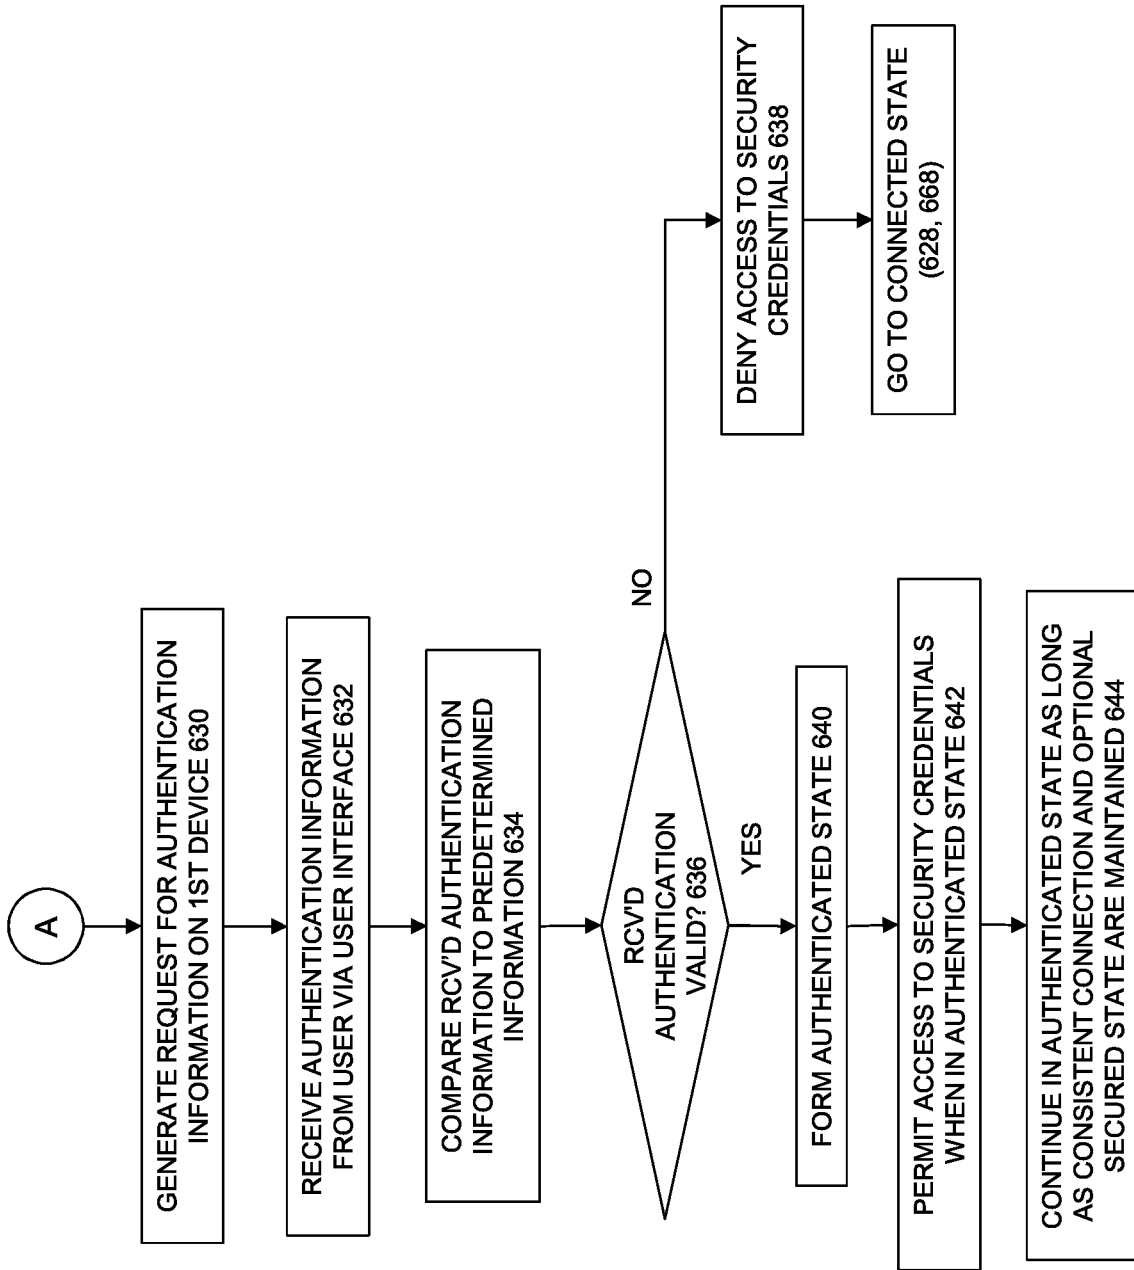 A
GENERATE REQUEST FOR AUTHENTICATION
INFORMATION ON 1ST DEVICE 630
RECEIVE AUTHENTICATION INFORMATION
FROM USER VIA USER INTERFACE 632
COMPARE RCV'D AUTHENTICATION
INFORMATION TO PREDETERMINED
INFORMATION 634
RCV'D
AUTHENTICATION
VALID? 636
NO
YES
DENY ACCESS TO SECURITY
CREDENTIALS 638
GO TO CONNECTED STATE
(628, 668)
FORM AUTHENTICATED STATE 640
PERMIT ACCESS TO SECURITY CREDENTIALS
WHEN IN AUTHENTICATED STATE 642
CONTINUE IN AUTHENTICATED STATE AS LONG
AS CONSISTENT CONNECTION AND OPTIONAL
SECURED STATE ARE MAINTAINED 644